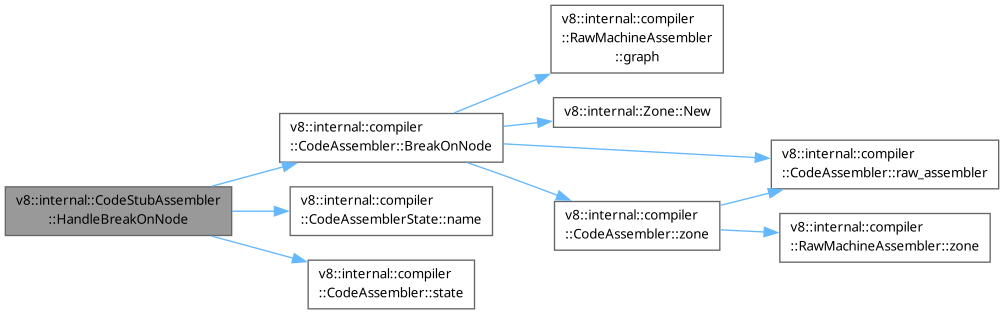 v8::internal::CodeStubAssembler
::HandleBreakOnNode
v8::internal::compiler
::CodeAssembler::BreakOnNode
v8::internal::compiler
::CodeAssemblerState::name
v8::internal::compiler
::CodeAssembler::state
v8::internal::compiler
::RawMachineAssembler
::graph
v8::internal::Zone::New
v8::internal::compiler
::CodeAssembler::zone
v8::internal::compiler
::CodeAssembler::raw_assembler
v8::internal::compiler
::RawMachineAssembler::zone